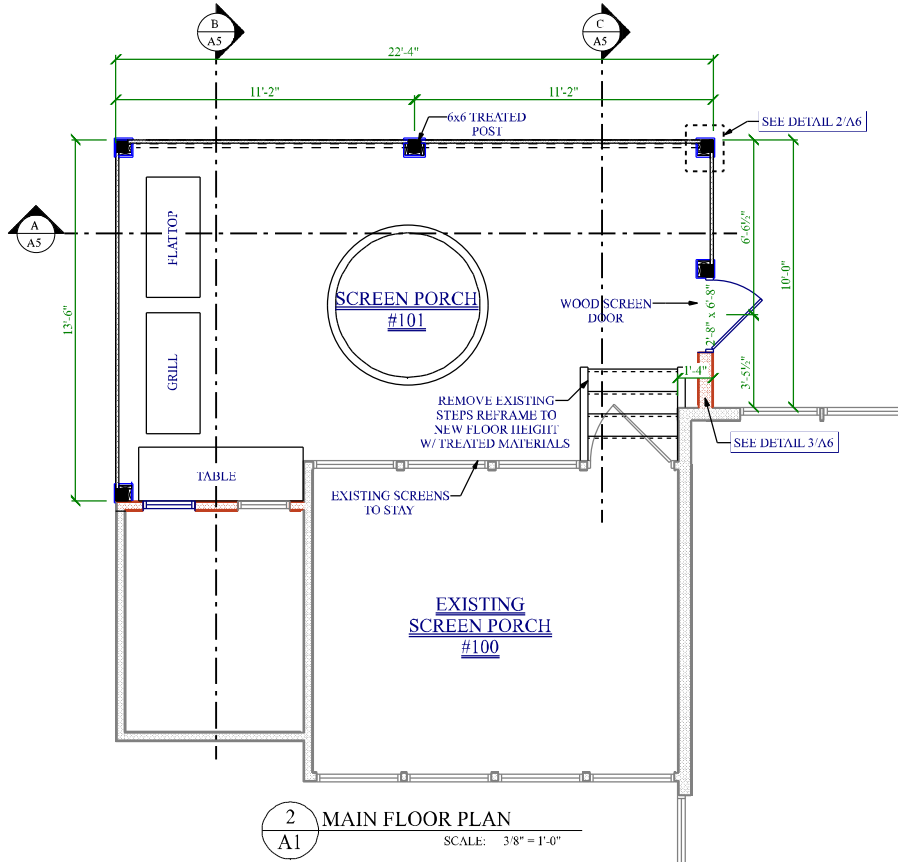 B
A5
C
A5
22'-4"
11'-2"
11'-2"
6x6 TREATED
POST
SEE DETAIL 2/A6
A
A5
FLATTOP
6'-6½"
10'-0"
13'-6"
SCREEN PORCH
#101
WOOD SCREEN
DOOR
2'-8" x 6'-8"
GRILL
1'-4"
3'-5½"
REMOVE EXISTING
STEPS REFRAME TO
NEW FLOOR HEIGHT
W/ TREATED MATERIALS
SEE DETAIL 3/A6
TABLE
EXISTING SCREENS
TO STAY
EXISTING
SCREEN PORCH
#100
2
A1
MAIN FLOOR PLAN
SCALE: 3/8" = 1'-0"